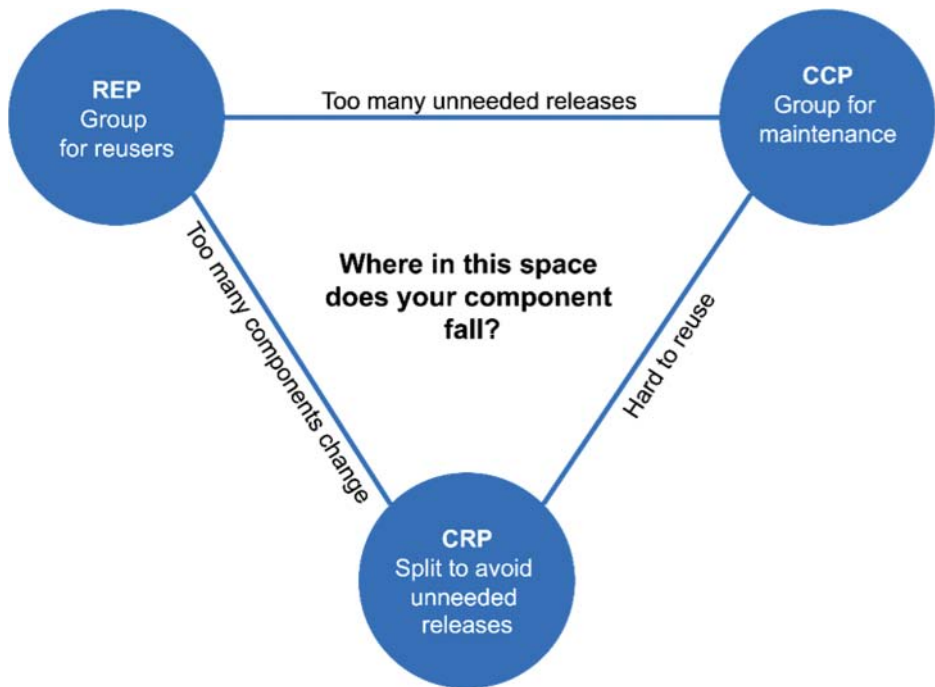 REP
Group
for reusers
Too many unneeded releases
CCP
Group for
maintenance
Too many components change
Where in this space
does your component
fall?
Hard to reuse
CRP
Split to avoid
unneeded
releases